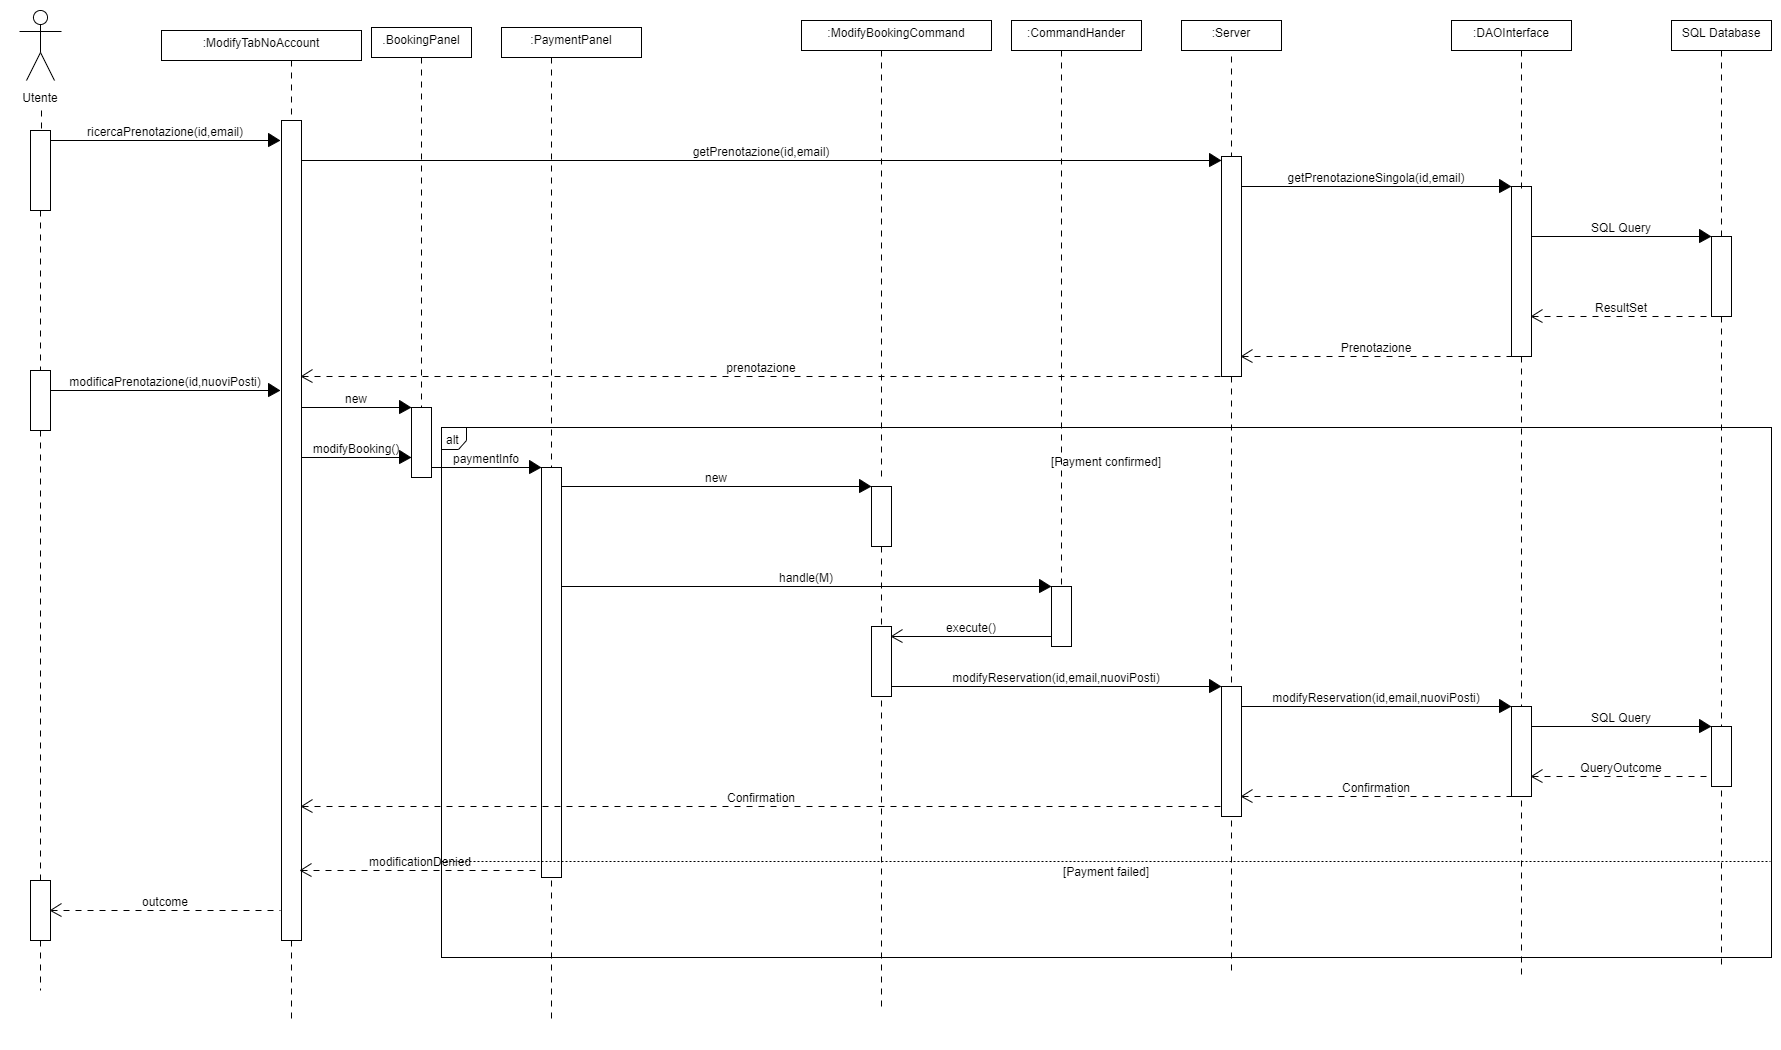 :ModifyTabNoAccount
.BookingPanel
:PaymentPanel
:ModifyBookingCommand
:CommandHander
:Server
:DAOInterface
SQL Database
Utente
ricercaPrenotazione(id,email)
getPrenotazione(id,email)
getPrenotazioneSingola(id,email)
SQL Query
ResultSet
Prenotazione
prenotazione
modificaPrenotazione(id,nuoviPosti)
new
alt
modifyBooking()
paymentInfo
[Payment confirmed]
new
handle(M)
execute()
modifyReservation(id,email,nuoviPosti)
modifyReservation(id,email,nuoviPosti)
SQL Query
QueryOutcome
Confirmation
Confirmation
modificationDenied
[Payment failed]
outcome